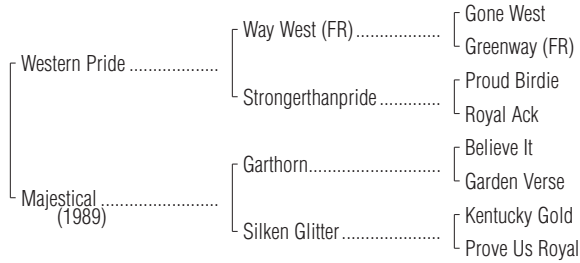 Gone West
Way West (FR) ..................
Greenway (FR)
Western Pride ...................
Proud Birdie
Strongerthanpride .............
Royal Ack
Believe It
Garthorn............................
Garden Verse
Majestical .........................
(1989)
Kentucky Gold
Silken Glitter .....................
Prove Us Royal